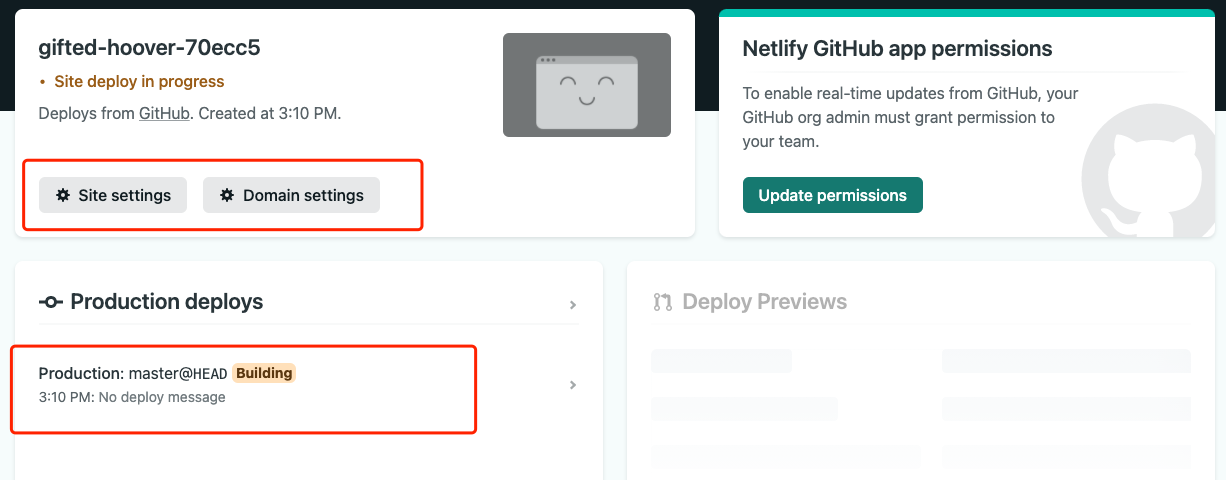 gifted-hoover-70ecc5
• Site deploy in progress
Deploys from GitHub. Created at 3:10 PM.
Site settings
Domain settings
Netlify GitHub app permissions
To enable real-time updates from GitHub, your
GitHub org admin must grant permission to
your team.
Update permissions
Production deploys
Production: master@HEAD Building
3:10 PM: No deploy message
Deploy Previews